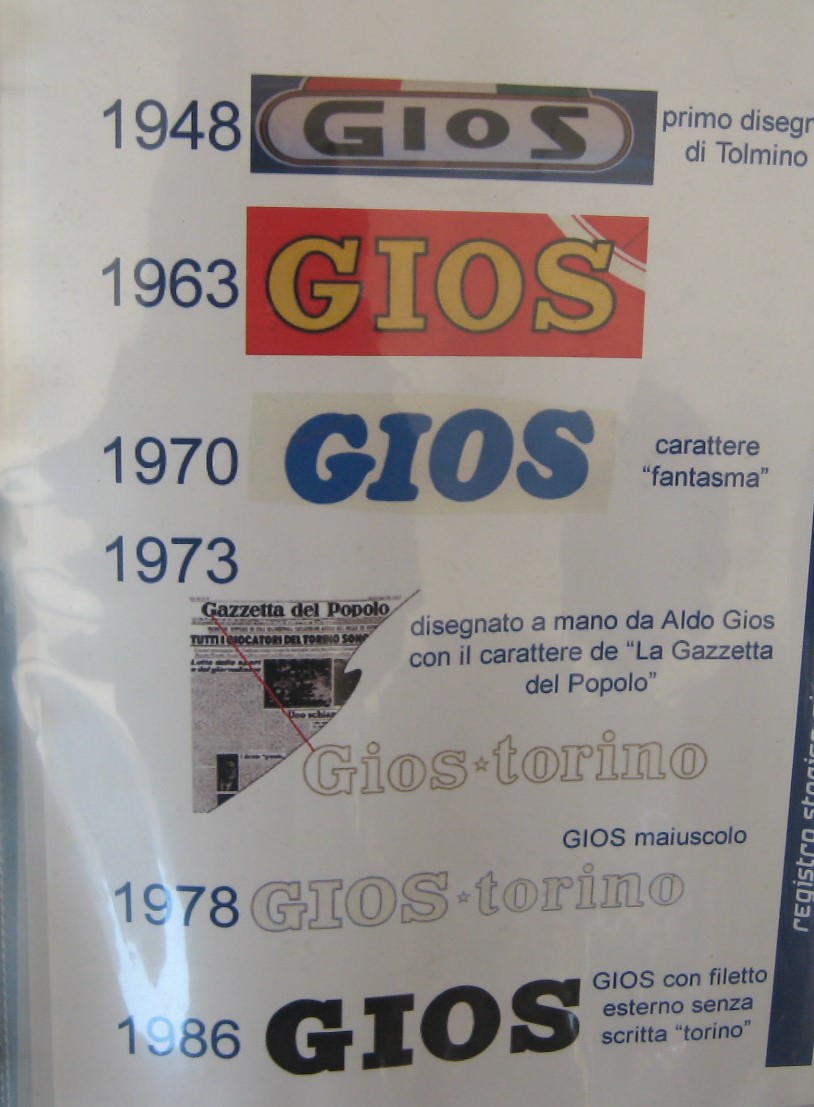 1948
GIOS
primo disegn
di Tolmino
1963
GIOS
1970
GIOS
carattere
“fantasma”
1973
Gazzetta del Popolo
TUTTI I GIOCATORI DEL TORINO SONO
disegnato a mano da Aldo Gios
con il carattere de “La Gazzetta
del Popolo”
Gios★torino
GIOS maiuscolo
1978
GIOS★torino
1986
GIOS
GIOS con filetto
esterno senza
scritta “torino”
registro storico